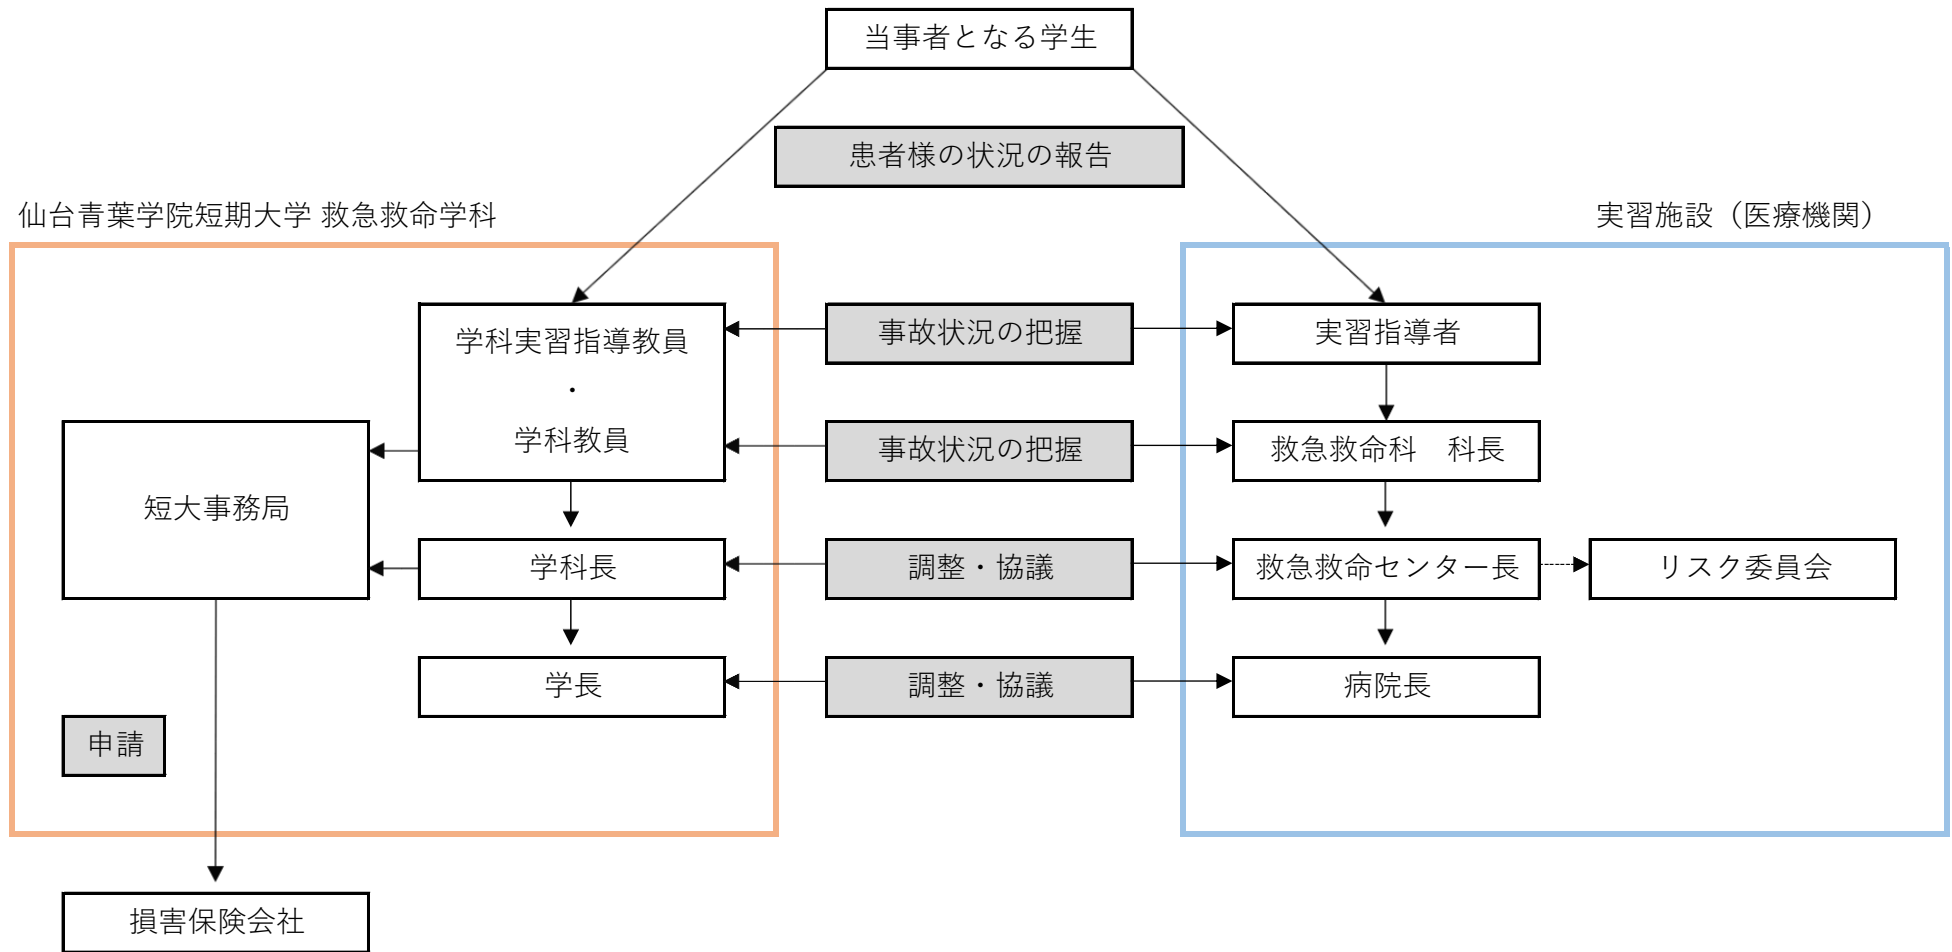 当事者となる学生
患者様の状況の報告
仙台青葉学院短期大学 救急救命学科
実習施設（医療機関）
学科実習指導教員
・
学科教員
事故状況の把握
実習指導者
事故状況の把握
救急救命科　科長
短大事務局
学科長
調整・協議
救急救命センター長
リスク委員会
学長
調整・協議
病院長
申請
損害保険会社